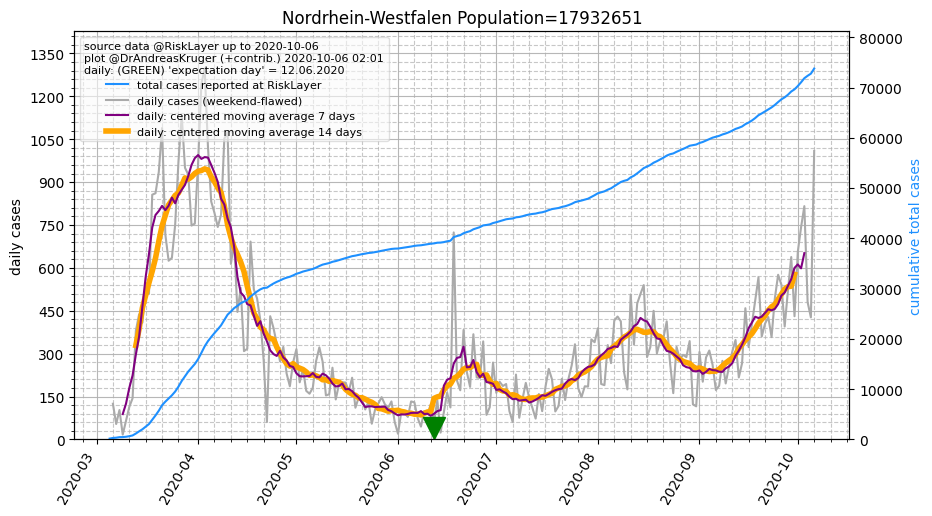 Nordrhein-Westfalen Population=17932651
source data @RiskLayer up to 2020-10-06
plot @DrAndreasKruger (+contrib.) 2020-10-06 02:01
daily: (GREEN) 'expectation day' = 12.06.2020
total cases reported at RiskLayer
daily cases (weekend-flawed)
daily: centered moving average 7 days
daily: centered moving average 14 days
daily cases
1350
1200
1050
900
750
600
450
300
150
0
80000
70000
60000
50000
40000
30000
20000
10000
0
cumulative total cases
2020-03
2020-04
2020-05
2020-06
2020-07
2020-08
2020-09
2020-10